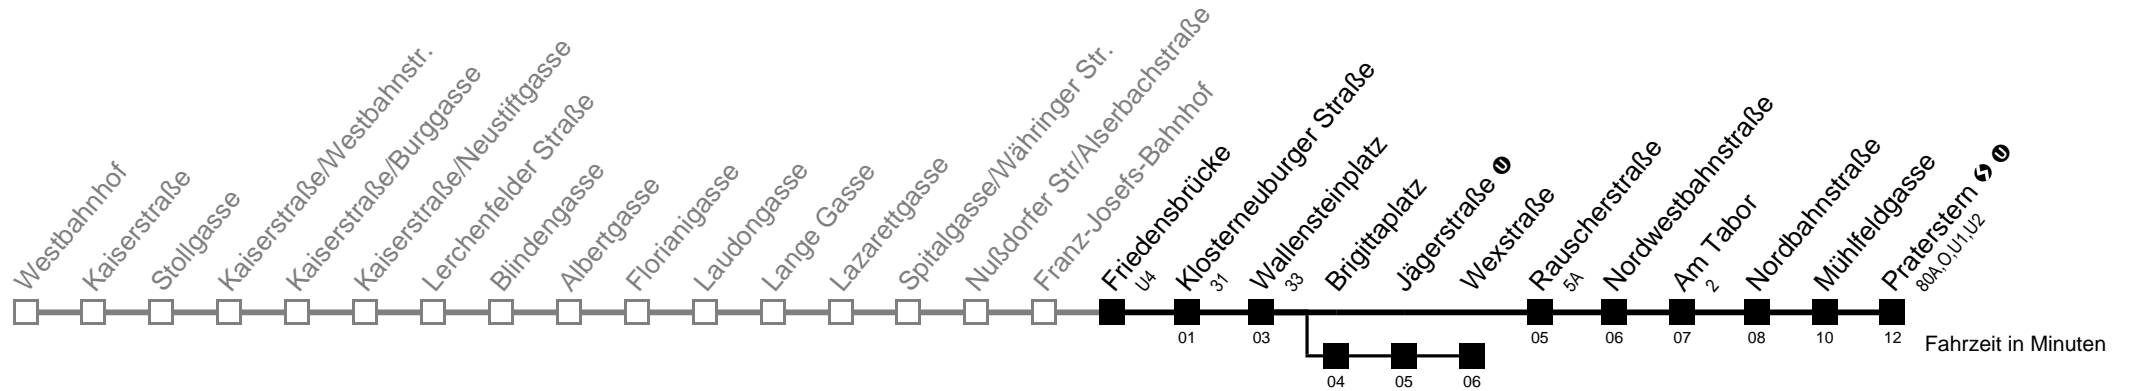 Westbahnhof
Kaiserstraße
Stollgasse
Kaiserstraße/Westbahnstr.
Kaiserstraße/Burggasse
Kaiserstraße/Neustiftgasse
Lerchenfelder Straße
Blindengasse
Albertgasse
Florianigasse
Laudongasse
Lange Gasse
Lazarettgasse
Spitalgasse/Währinger Str.
Nußdorfer Str/Alserbachstraße
Franz-Josefs-Bahnhof
Friedensbrücke
U4
Klosterneuburger Straße
31
Wallensteinplatz
33
Brigittaplatz
Jägerstraße U
Wexstraße
Rauscherstraße
5A
Nordwestbahnstraße
Am Tabor
2
Nordbahnstraße
Mühlfeldgasse
Praterstern U
80A,O,U1,U2
01 03 05 06 07 08 10 12
Fahrzeit in Minuten
04 05 06